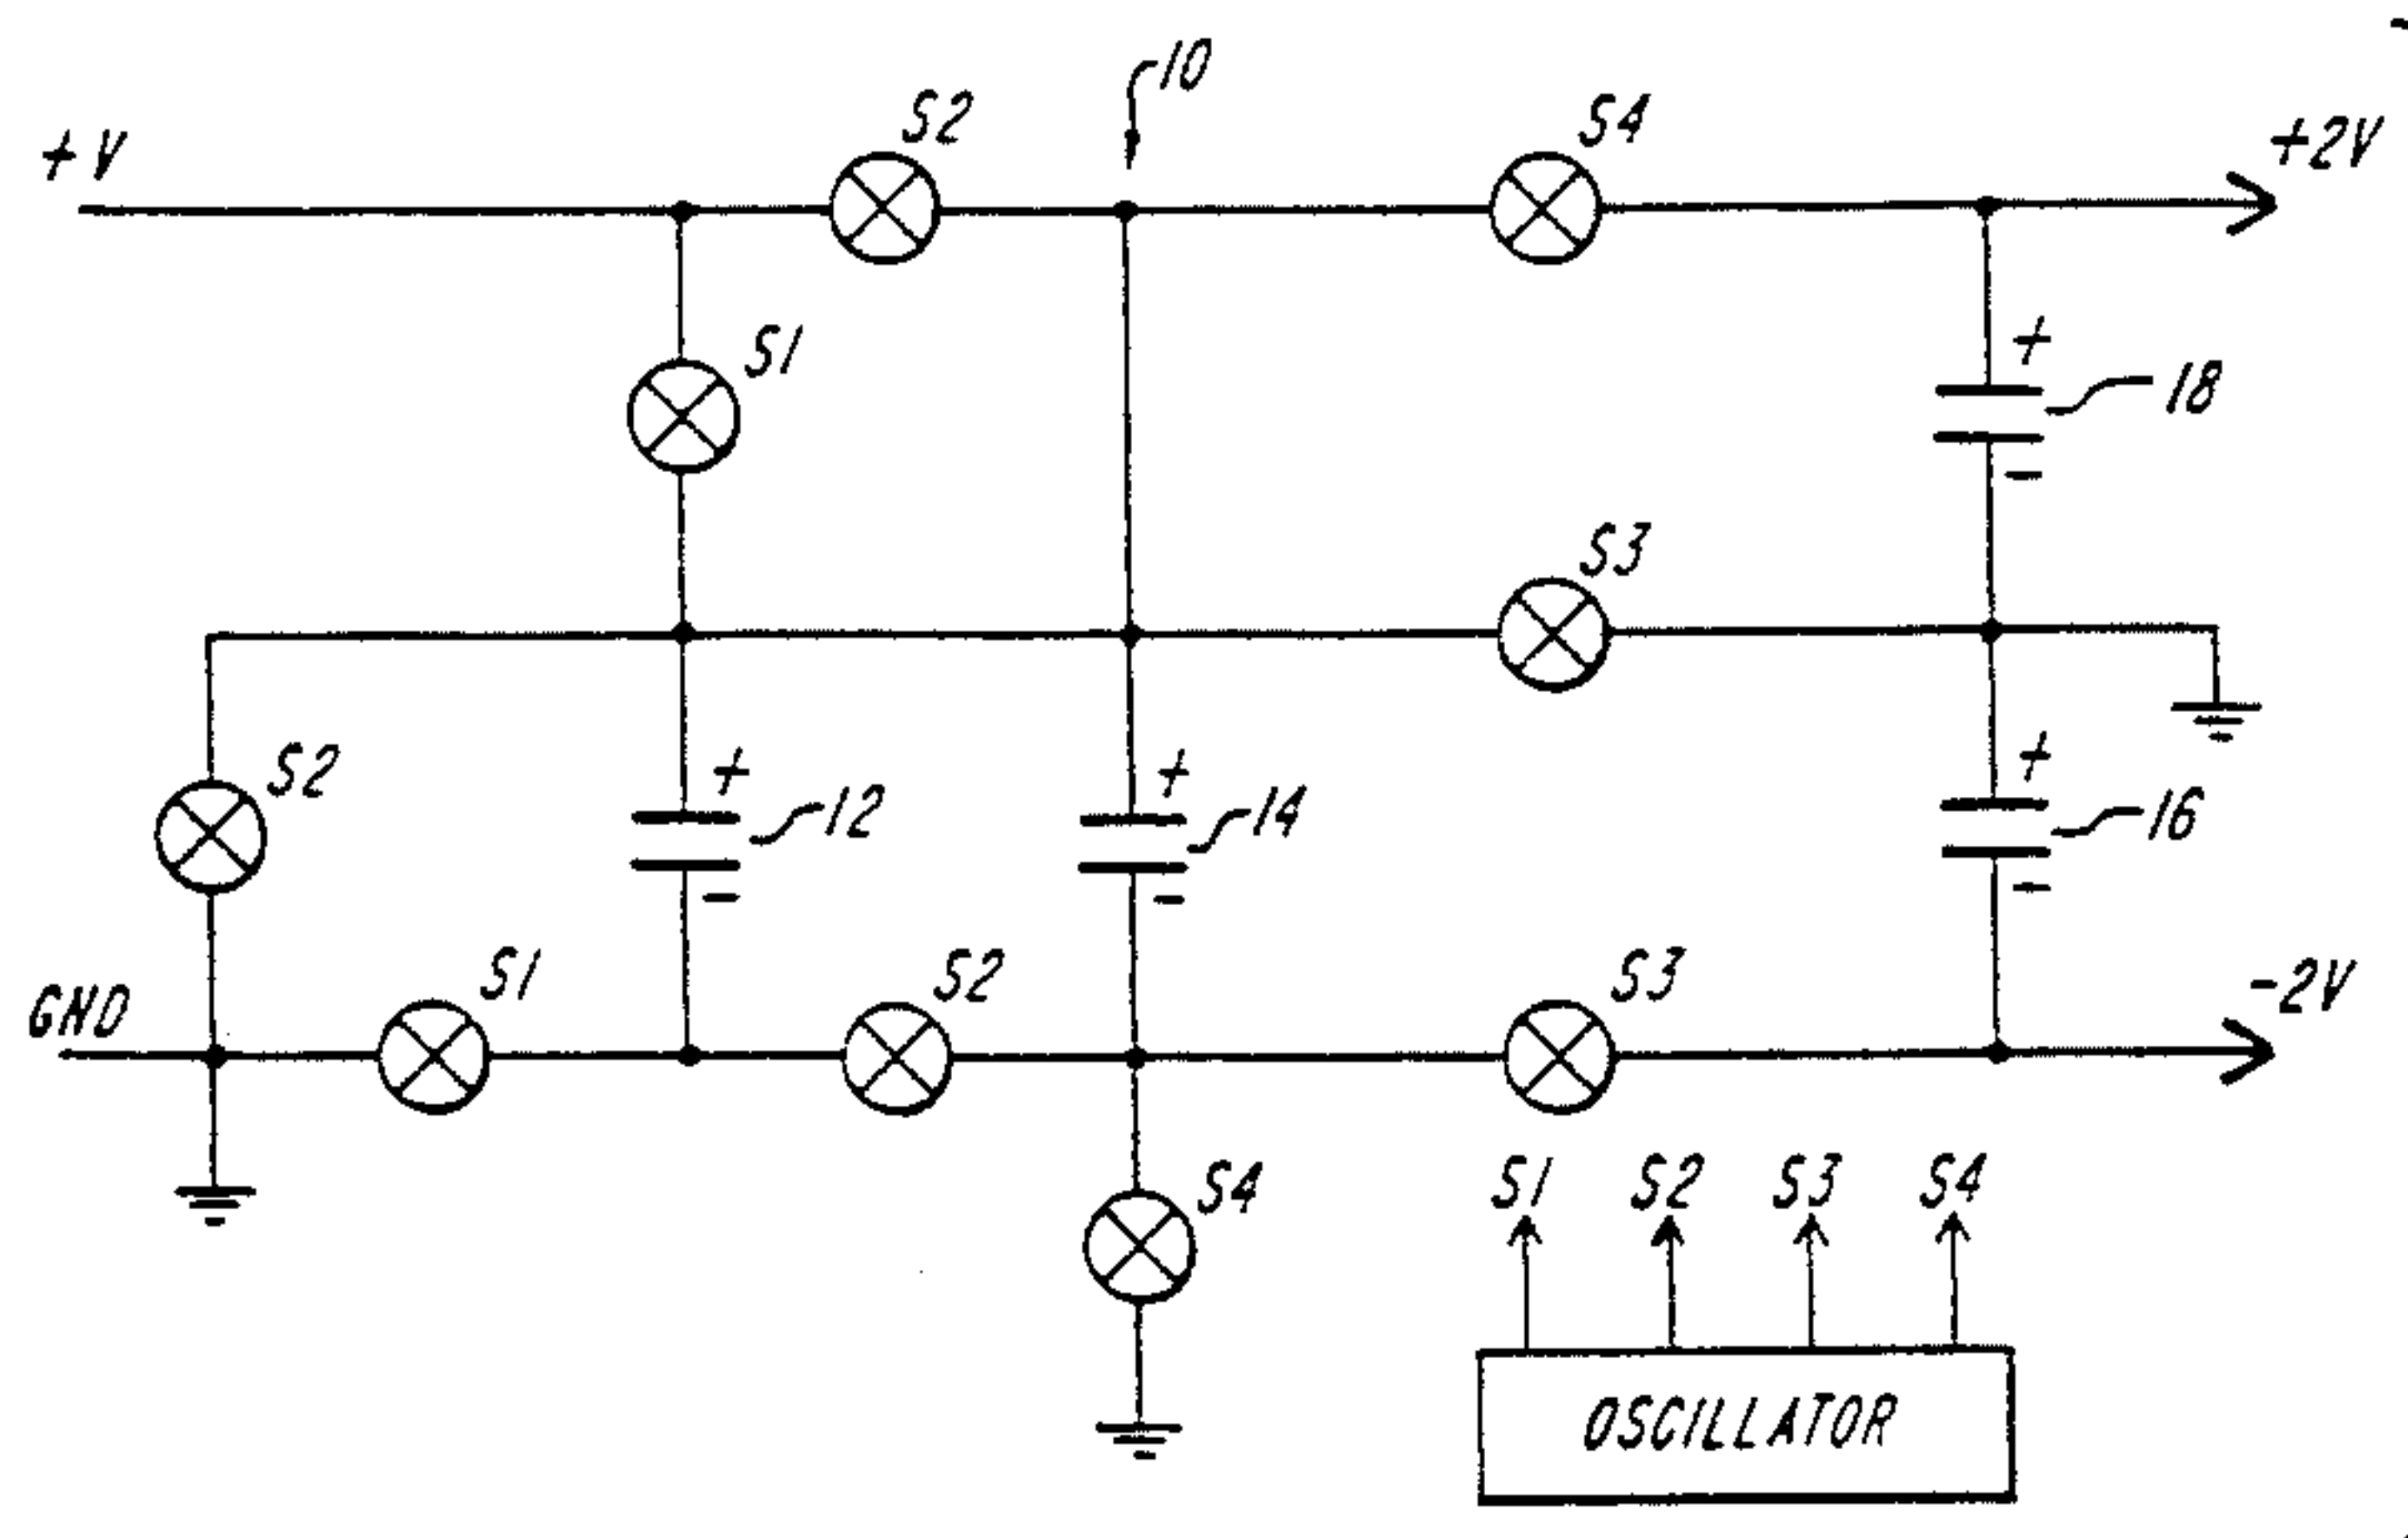 10
S2
S4
+V
+2V
S1
+
18
-
S3
S2
+
12
-
+
14
-
+
16
-
S1
S2
S3
GND
-2V
S4
S1 S2 S3 S4
OSCILLATOR